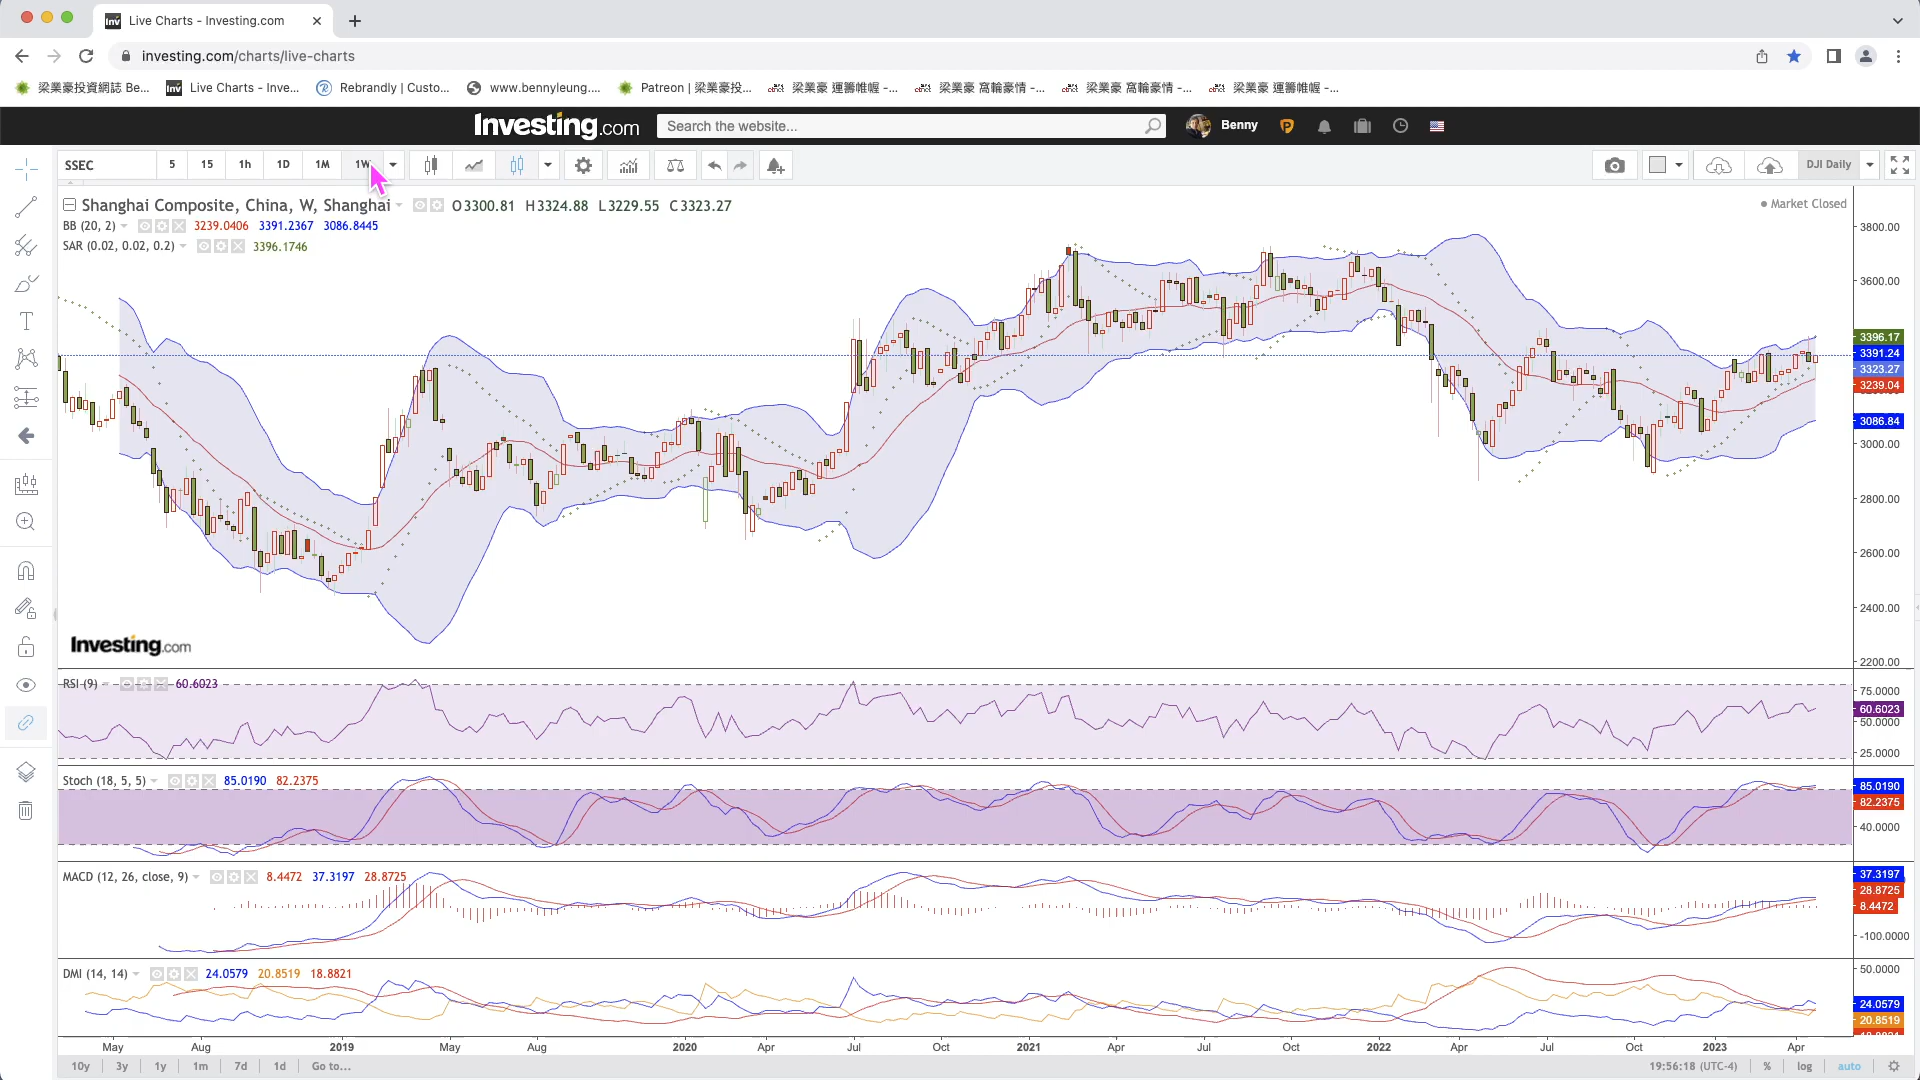 Live Charts - Investing.com
investing.com/charts/live-charts
梁業豪投資網誌 Be... Live Charts - Inve... Rebrandly | Custo... www.bennyleung.... Patreon | 梁業豪投... 梁業豪 運籌帷幄 -... 梁業豪 窩輪豪情 -... 梁業豪 窩輪豪情 -... 梁業豪 運籌帷幄 -...
Investing.com Search the website... Benny
SSEC 5 15 1h 1D 1M 1W DJI Daily
Shanghai Composite, China, W, Shanghai O3300.81 H3324.88 L3229.55 C3323.27
Market Closed
BB (20, 2) 3239.0406 3391.2367 3086.8445
SAR (0.02, 0.02, 0.2) 3396.1746
3800.00
3600.00
3396.17
3391.24
3323.27
3239.04
3086.84
3000.00
2800.00
2600.00
2400.00
2200.00
Investing.com
RSI (9) 60.6023
75.0000
60.6023
50.0000
25.0000
Stoch (18, 5, 5) 85.0190 82.2375
85.0190
82.2375
40.0000
MACD (12, 26, close, 9) 8.4472 37.3197 28.8725
37.3197
28.8725
8.4472
-100.0000
DMI (14, 14) 24.0579 20.8519 18.8821
50.0000
24.0579
20.8519
May Aug 2019 May Aug 2020 Apr Jul Oct 2021 Apr Jul Oct 2022 Apr Jul Oct 2023 Apr
10y 3y 1y 1m 7d 1d Go to... 19:56:18 (UTC-4) % log auto